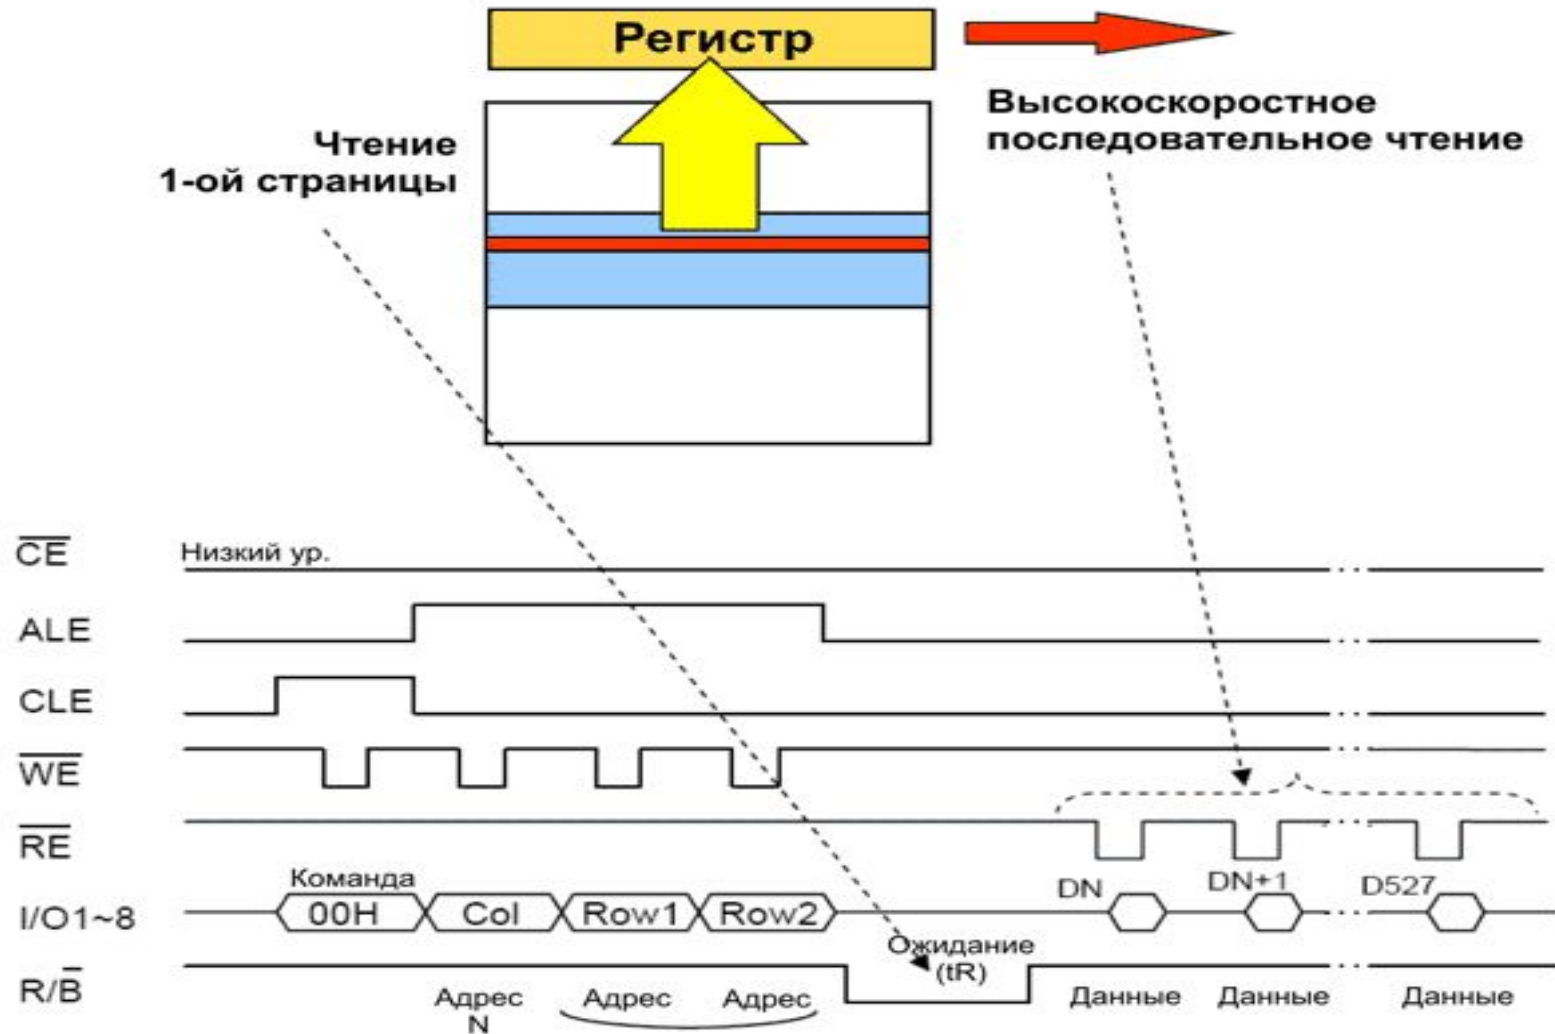 Регистр
Высокоскоростное
последовательное чтение
Чтение
1-ой страницы
CE Низкий ур.
ALE
CLE
WE
RE
Команда
DN DN+1 D527
I/O1~8 00H Col Row1 Row2
Ожидание
(tR)
R/B
Адрес Адрес Адрес Данные Данные Данные
N